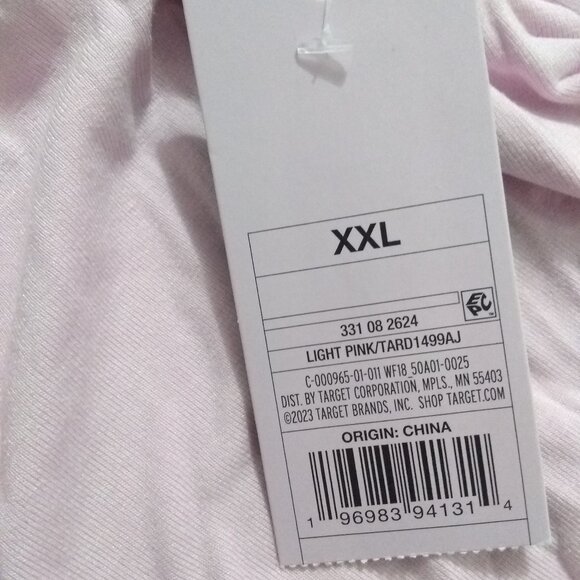 XXL
EPC
331 08 2624
LIGHT PINK/TARD1499AJ
C-000965-01-011 WF18_50A01-0025
DIST. BY TARGET CORPORATION, MPLS., MN 55403
©2023 TARGET BRANDS, INC. SHOP TARGET.COM
ORIGIN: CHINA
1 96983 94131 4